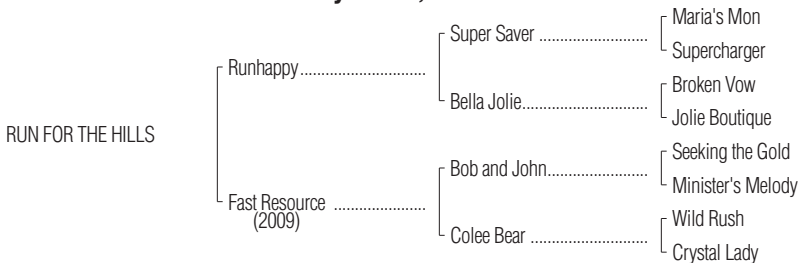 Maria's Mon
Super Saver ............................
Supercharger
Runhappy................................
Broken Vow
Bella Jolie................................
Jolie Boutique
RUN FOR THE HILLS
Seeking the Gold
Bob and John.........................
Minister's Melody
Fast Resource .......................
(2009)
Wild Rush
Colee Bear .............................
Crystal Lady